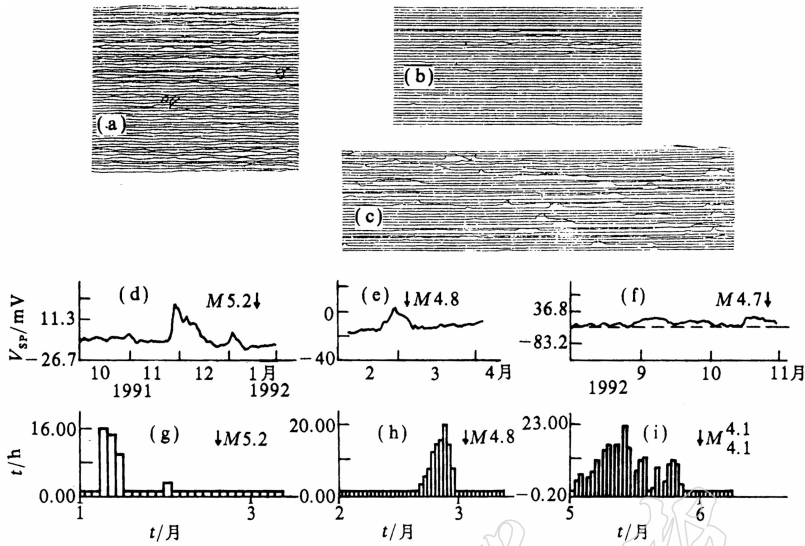 (a)
(b)
(c)
V_SP/mV
11.3
−26.7
(d)
M5.2↓
10 11 12 1月
1991 1992
0
−40
(e)
↓M4.8
2 3 4月
36.8
−83.2
(f)
M4.7↓
8 9 10 11月
1992
t/h
16.00
0.00
(g)
↓M5.2
1 3
t/月
20.00
0.00
(h)
↓M4.8
2 3
t/月
23.00
−0.20
(i)
↓M 4.1
4.1
5 6
t/月